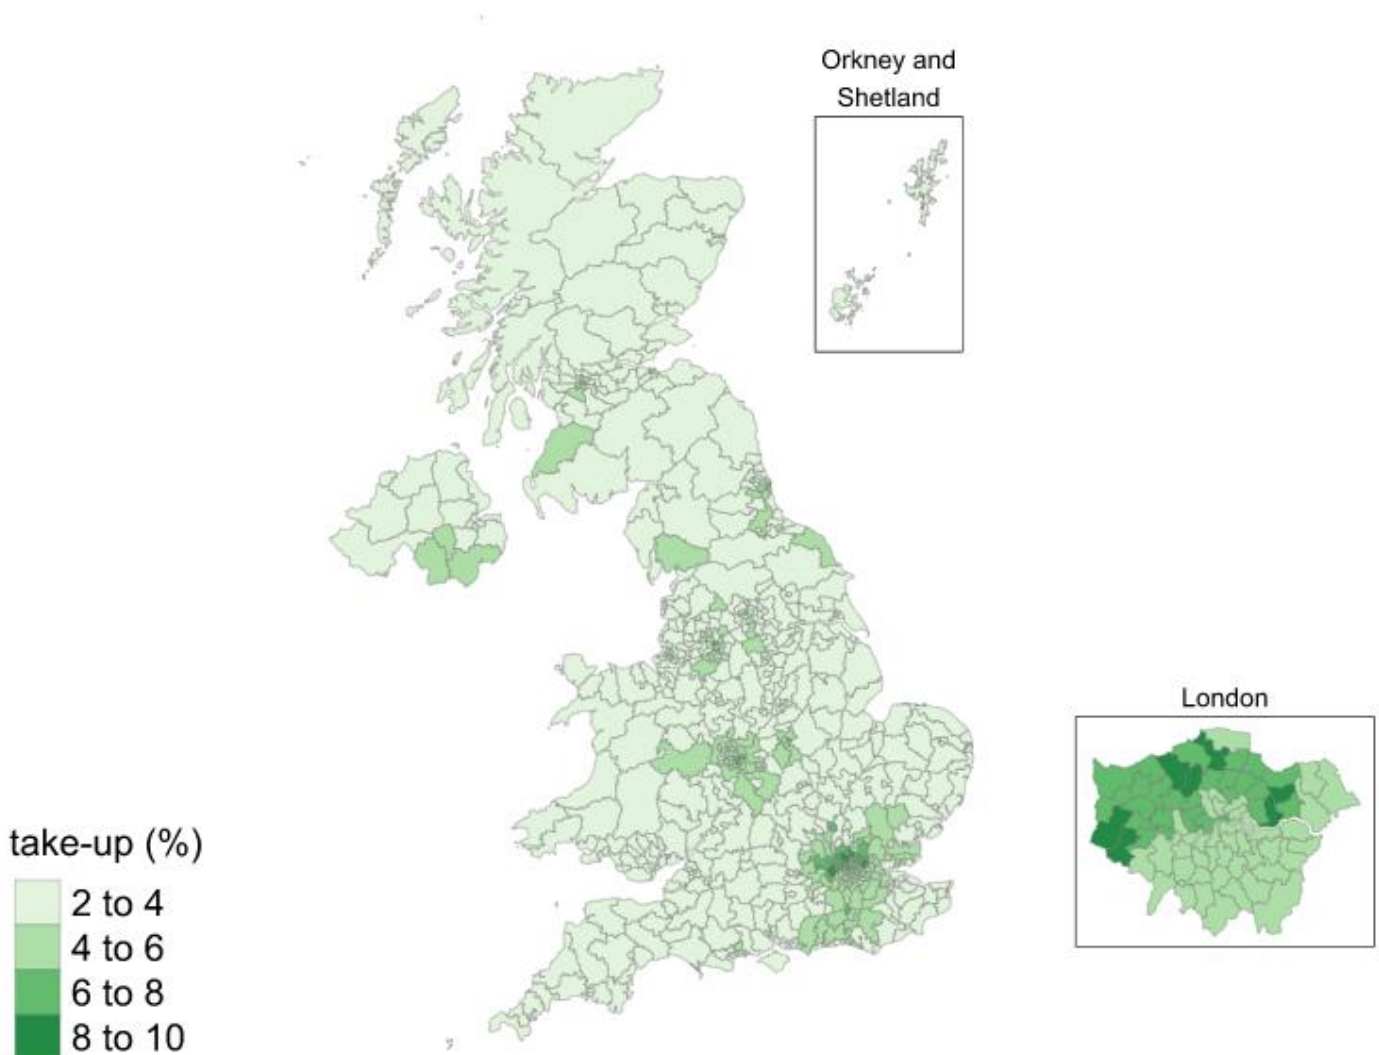 Orkney and
Shetland
London
take-up (%)
2 to 4
4 to 6
6 to 8
8 to 10